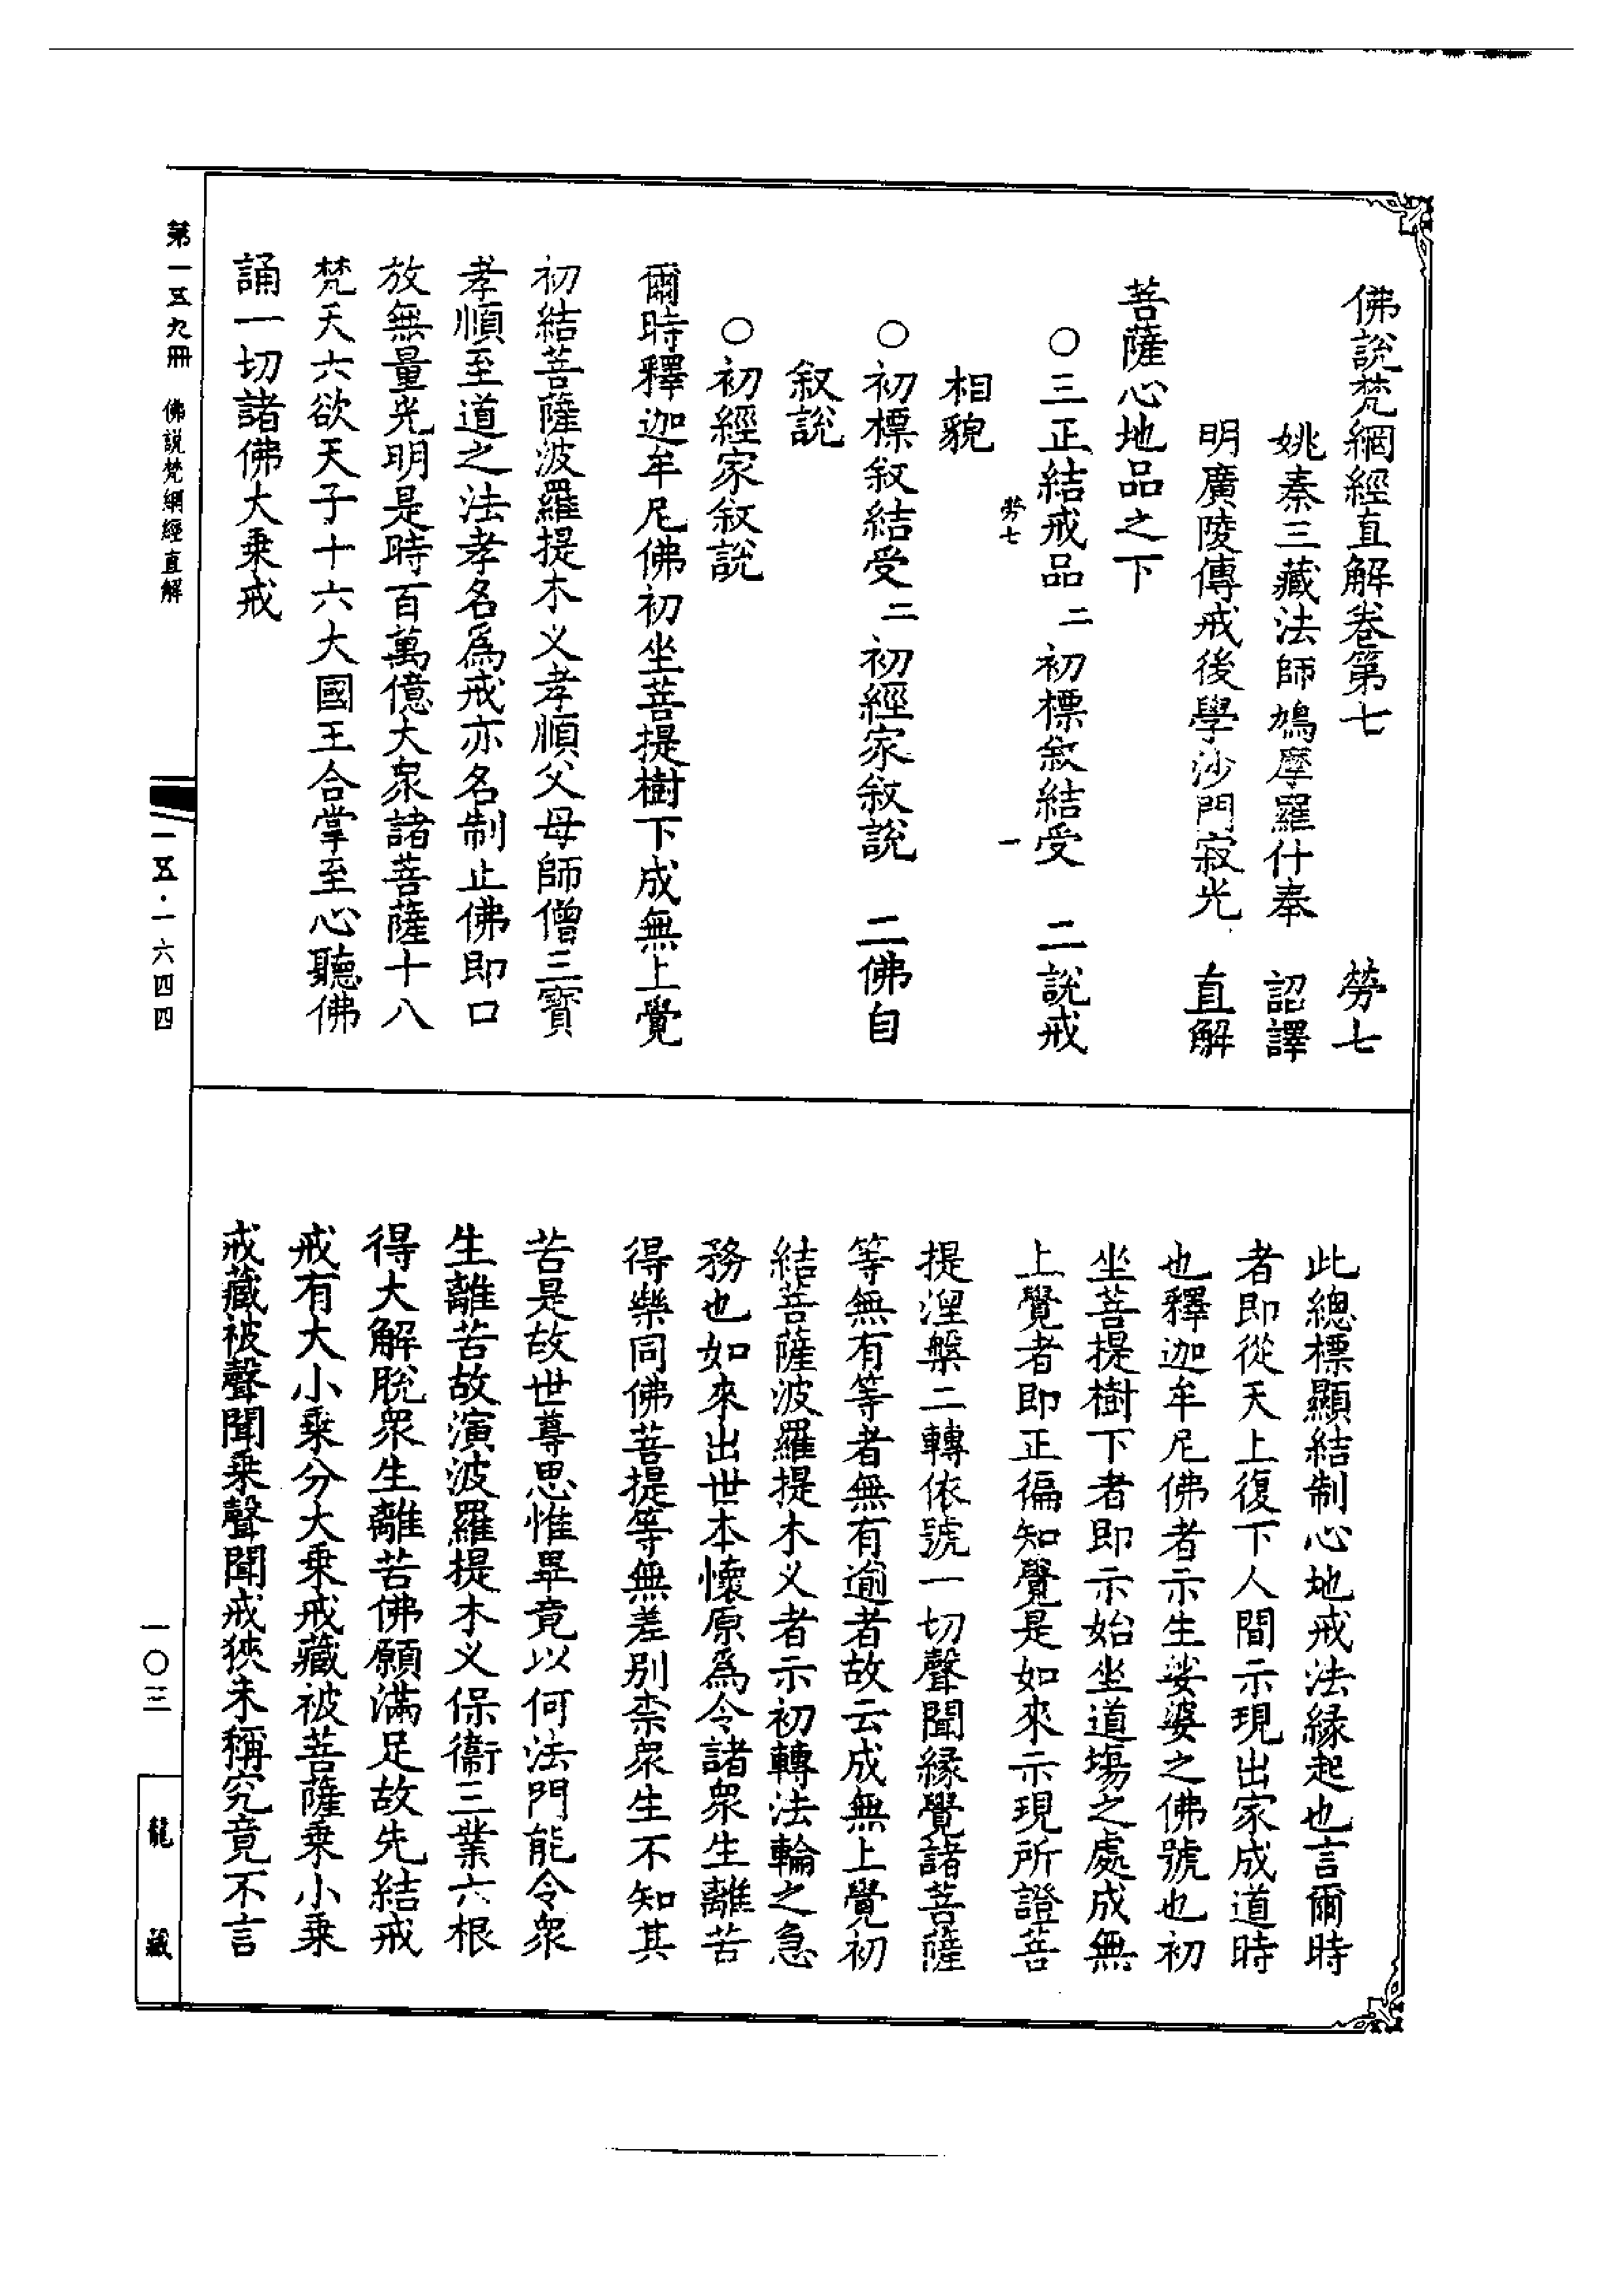 佛說梵網經直解卷第七　勞七
姚秦三藏法師鳩摩羅什奉　詔譯
明廣陵傳戒後學沙門寂光　直解
菩薩心地品之下
○三正結戒品二初標敘結受　二說戒
相貌
勞七　一
○初標敘結受二初經家敘說　二佛自
敘說
○初經家敘說
爾時釋迦牟尼佛初坐菩提樹下成無上覺
初結菩薩波羅提木义孝順父母師僧三寶
孝順至道之法孝名爲戒亦名制止佛即口
放無量光明是時百萬億大衆諸菩薩十八
梵天六欲天子十六大國王合掌至心聽佛
誦一切諸佛大乗戒
此總標顯結制心地戒法緣起也言爾時
者即從天上復下人間示現出家成道時
也釋迦牟尼佛者示生娑婆之佛號也初
坐菩提樹下者即示始坐道場之處成無
上覺者即正徧知覺是如來示現所證菩
提涅槃二轉依號一切聲聞緣覺諸菩薩
等無有等者無有逾者故云成無上覺初
結菩薩波羅提木义者示初轉法輪之急
務也如來出世本懷原爲令諸衆生離苦
得樂同佛菩提等無差別柰衆生不知其
苦是故世尊思惟畢竟以何法門能令衆
生離苦故演波羅提木义保衞三業六根
得大解脫衆生離苦佛願滿足故先結戒
戒有大小乗分大乗戒藏被菩薩乗小乗
戒藏被聲聞乗聲聞戒狹未稱究竟不言
第一五九冊　佛說梵網經直解
一五·一六四四
一〇三
龍藏